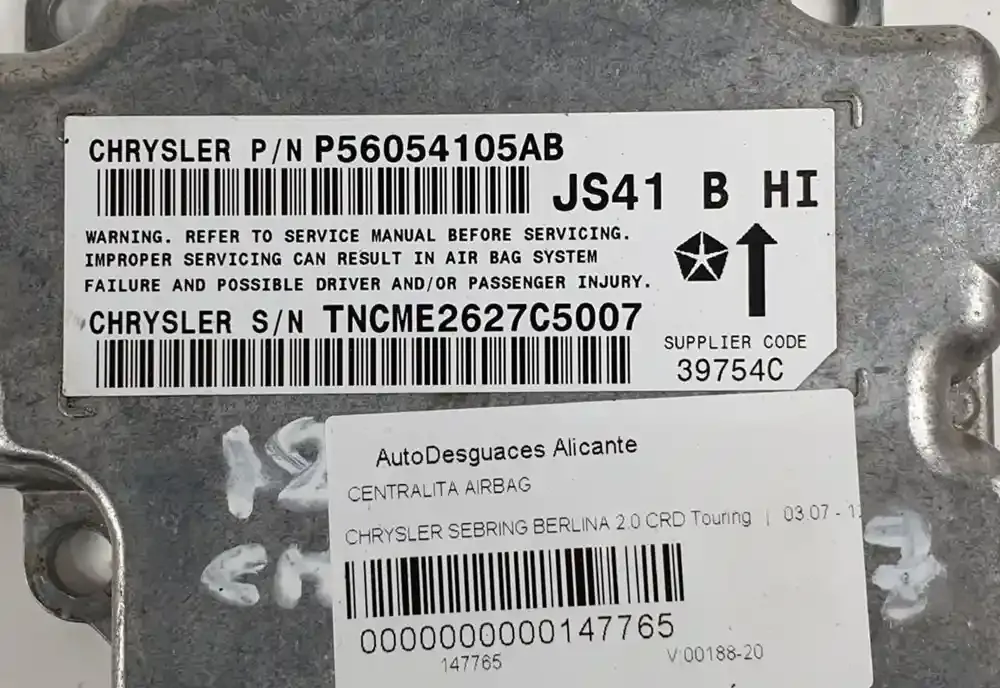 CHRYSLER P/N P56054105AB
JS41 B HI
WARNING. REFER TO SERVICE MANUAL BEFORE SERVICING.
IMPROPER SERVICING CAN RESULT IN AIR BAG SYSTEM
FAILURE AND POSSIBLE DRIVER AND/OR PASSENGER INJURY.
CHRYSLER S/N TNCME2627C5007
SUPPLIER CODE
39754C
AutoDesguaces Alicante
CENTRALITA AIRBAG
CHRYSLER SEBRING BERLINA 2.0 CRD Touring | 03.07 -
0000000000147765
147765
V.00188-20